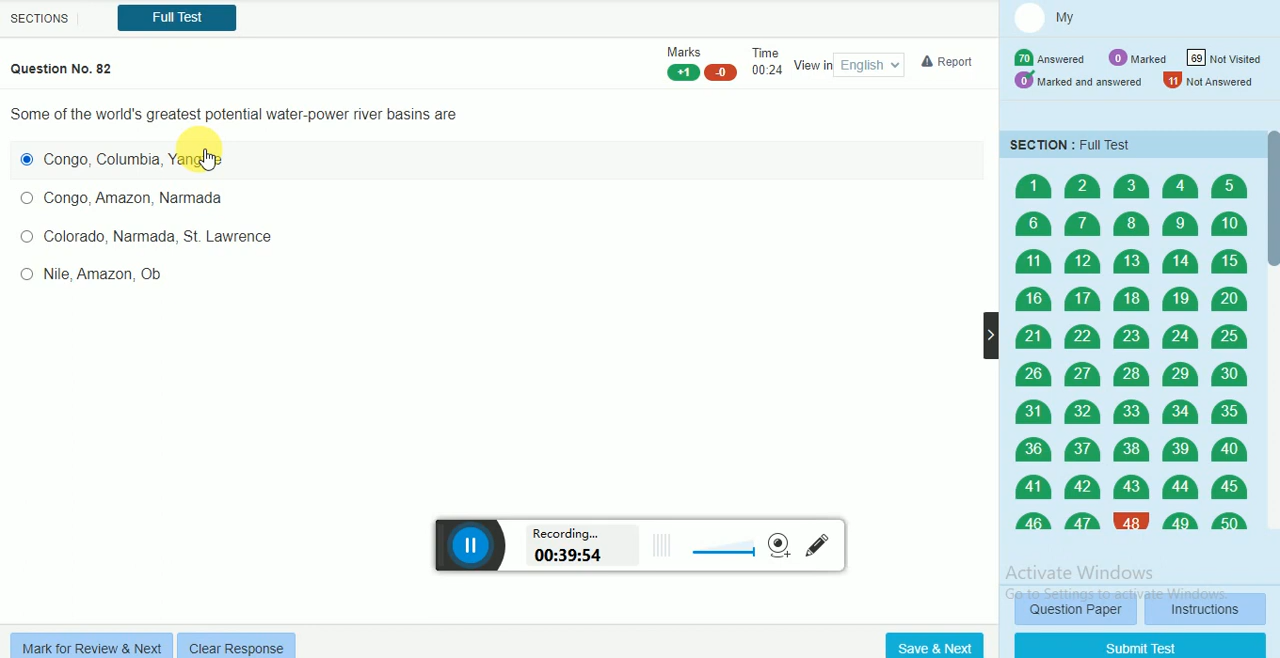 SECTIONS
Full Test
My
Question No. 82
Marks
+1
-0
Time
00:24
View in
English
Report
70 Answered
0 Marked
69 Not Visited
0 Marked and answered
11 Not Answered
Some of the world's greatest potential water-power river basins are
Congo, Columbia,
Congo, Amazon, Narmada
Colorado, Narmada, St. Lawrence
Nile, Amazon, Ob
SECTION : Full Test
1 2 3 4 5
6 7 8 9 10
11 12 13 14 15
16 17 18 19 20
21 22 23 24 25
26 27 28 29 30
31 32 33 34 35
36 37 38 39 40
41 42 43 44 45
46 47 48 49 50
Recording...
00:39:54
Activate Windows
Go to Settings to activate Windows.
Question Paper
Instructions
Mark for Review & Next
Clear Response
Save & Next
Submit Test